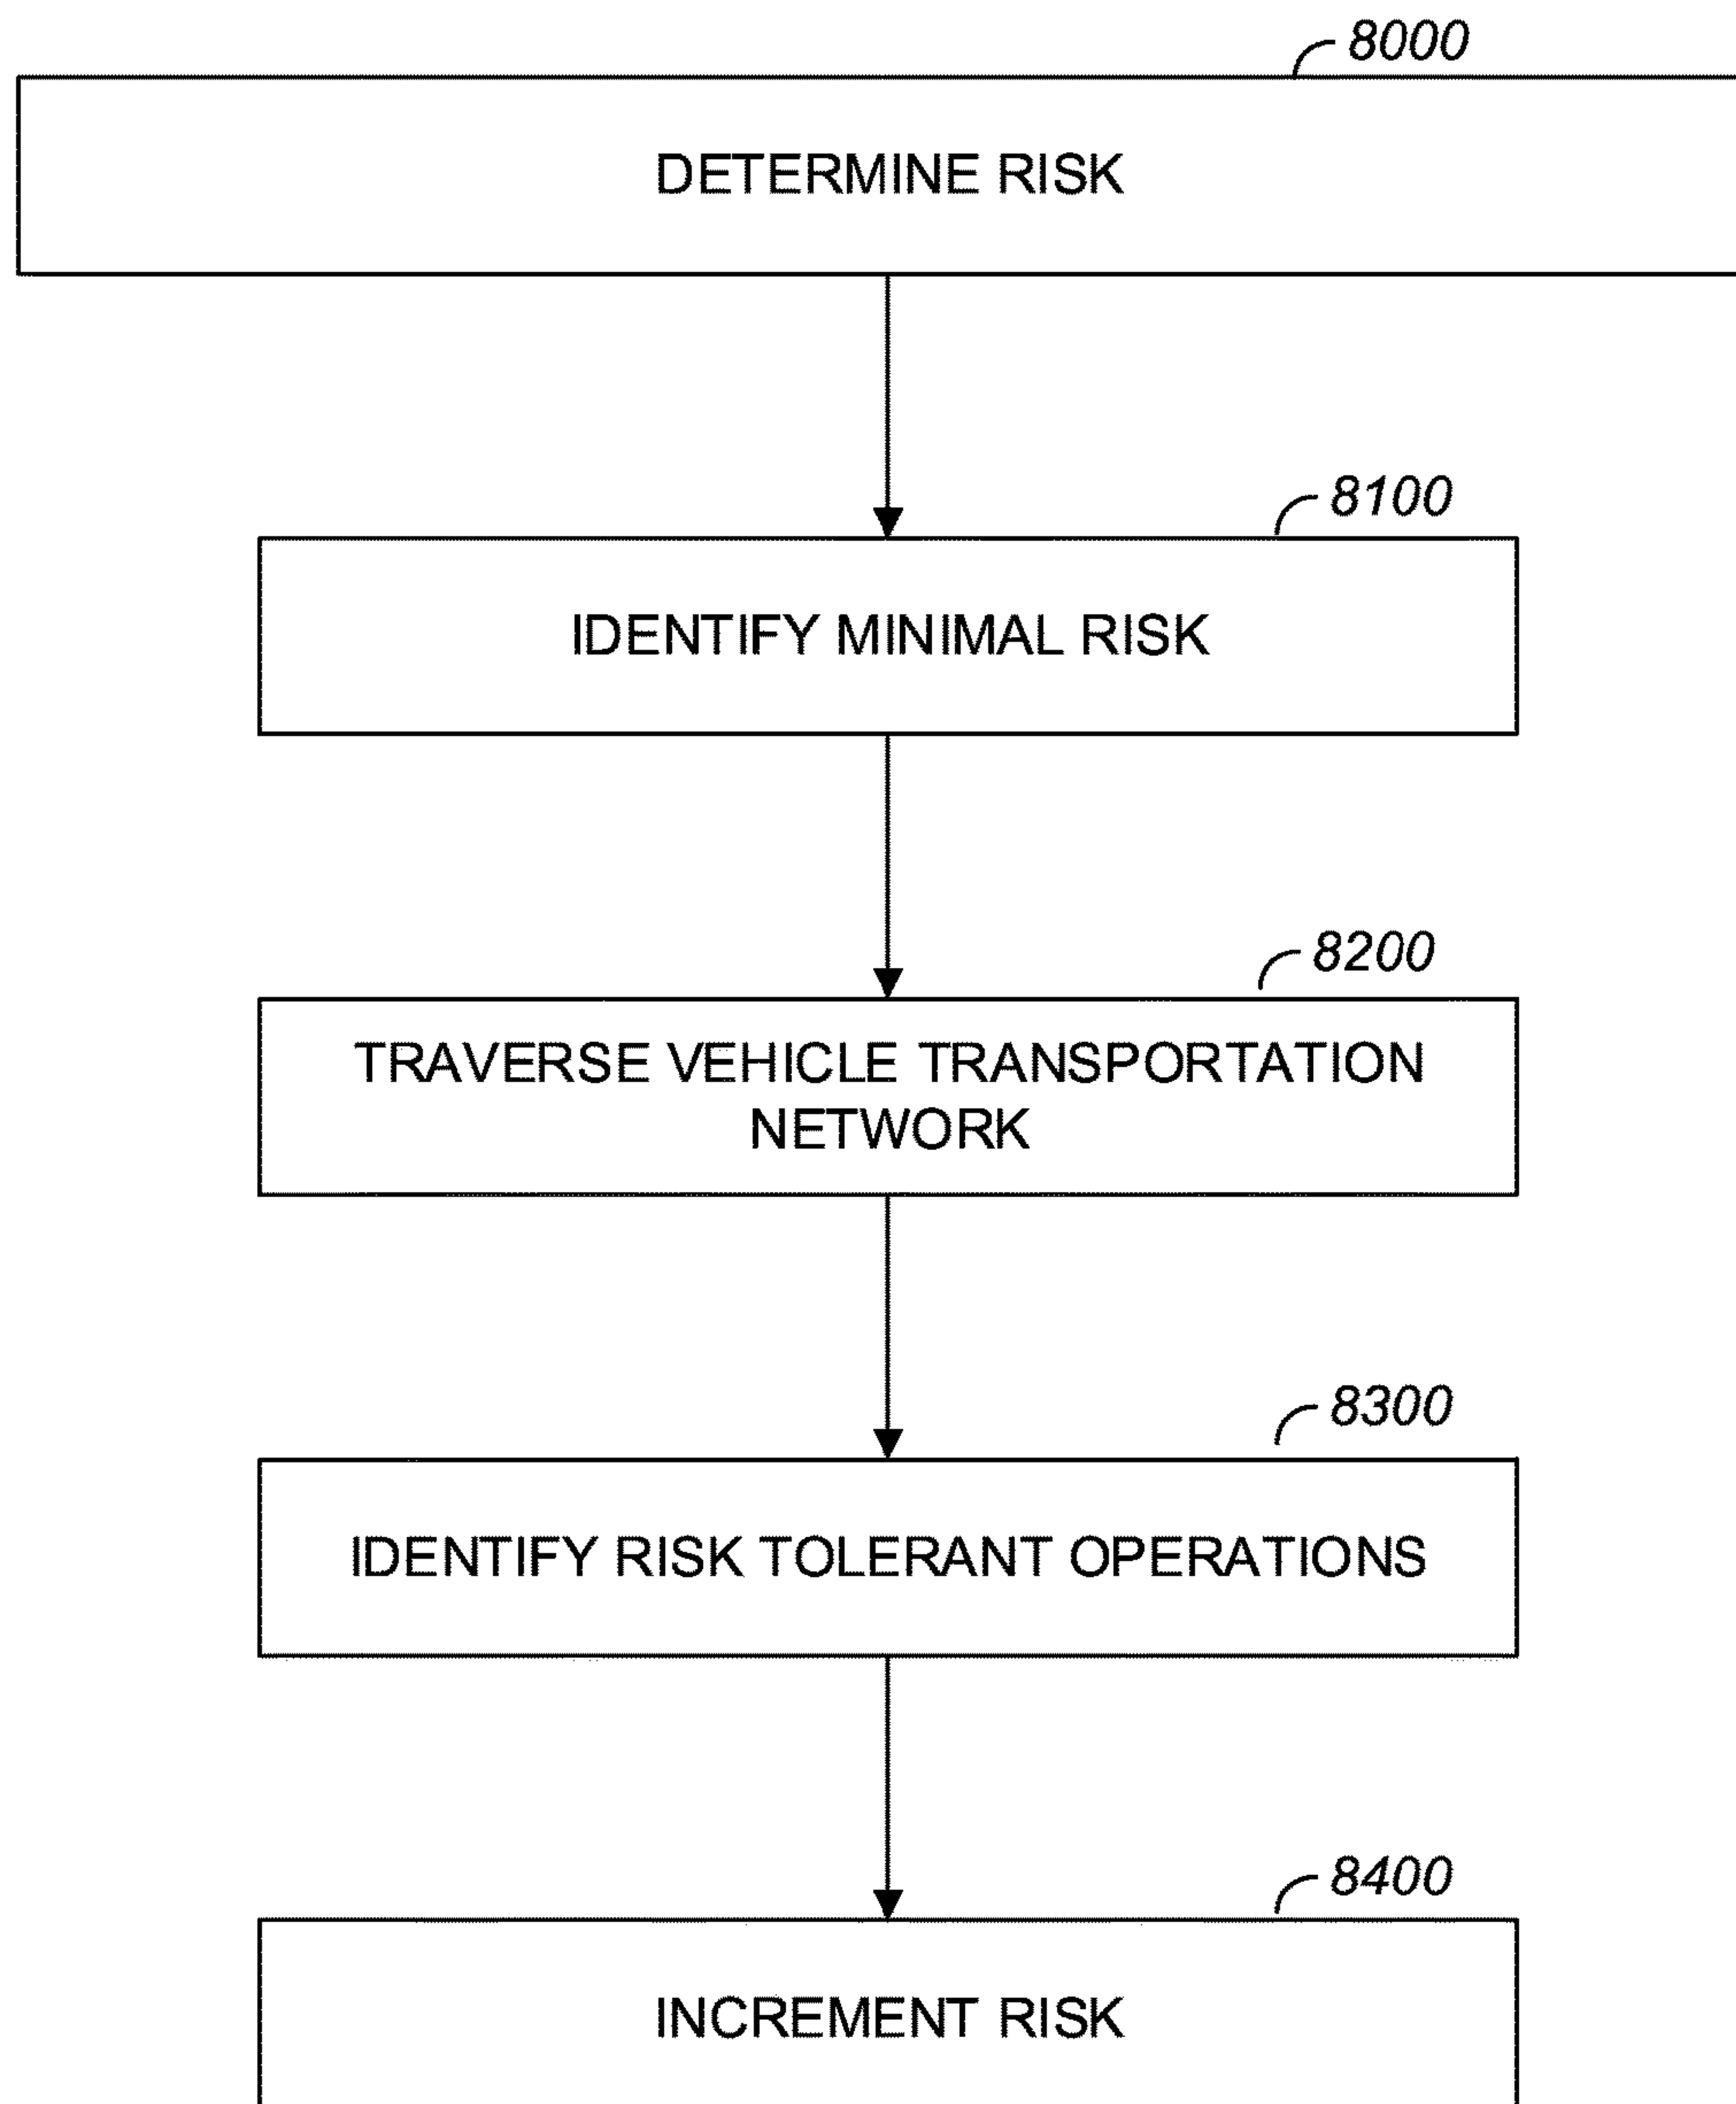 8000
DETERMINE RISK
8100
IDENTIFY MINIMAL RISK
8200
TRAVERSE VEHICLE TRANSPORTATION
NETWORK
8300
IDENTIFY RISK TOLERANT OPERATIONS
8400
INCREMENT RISK